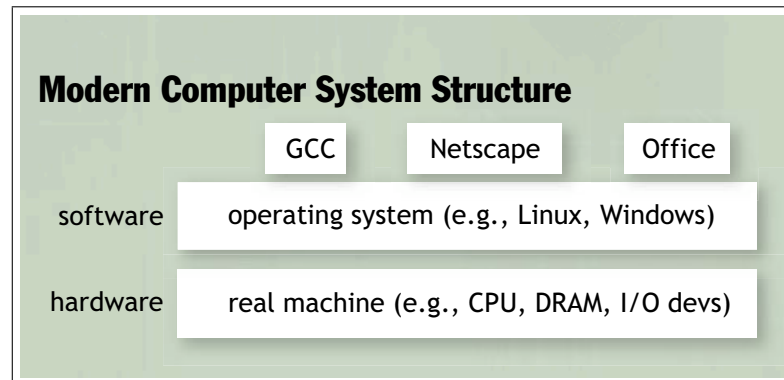 Modern Computer System Structure
GCC Netscape Office
software operating system (e.g., Linux, Windows)
hardware real machine (e.g., CPU, DRAM, I/O devs)